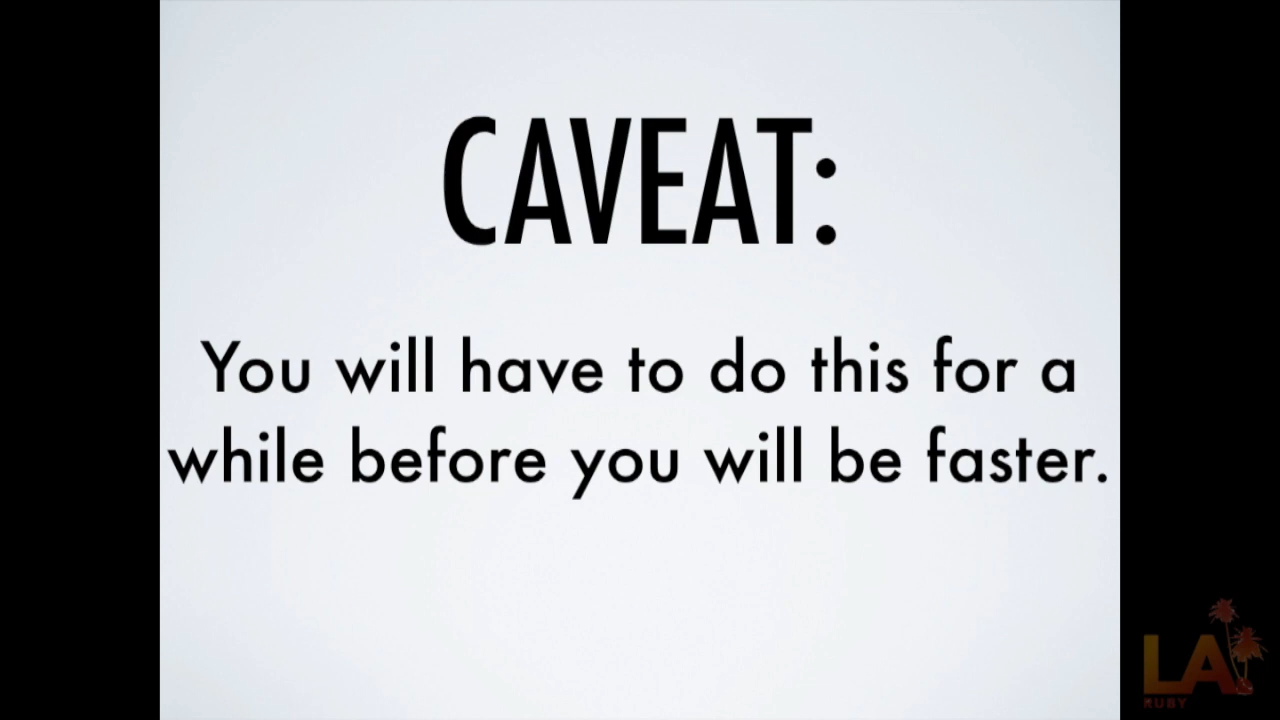 CAVEAT:
You will have to do this for a
while before you will be faster.
LA
RUBY